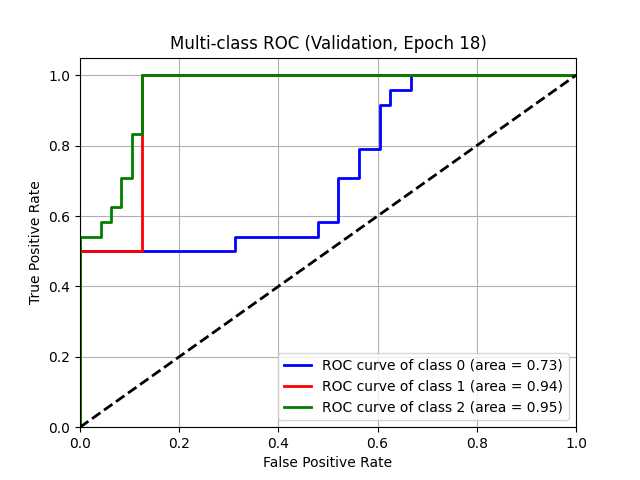 Multi-class ROC (Validation, Epoch 18)
True Positive Rate
1.0
0.8
0.6
0.4
0.2
0.0
ROC curve of class 0 (area = 0.73)
ROC curve of class 1 (area = 0.94)
ROC curve of class 2 (area = 0.95)
0.0 0.2 0.4 0.6 0.8 1.0
False Positive Rate